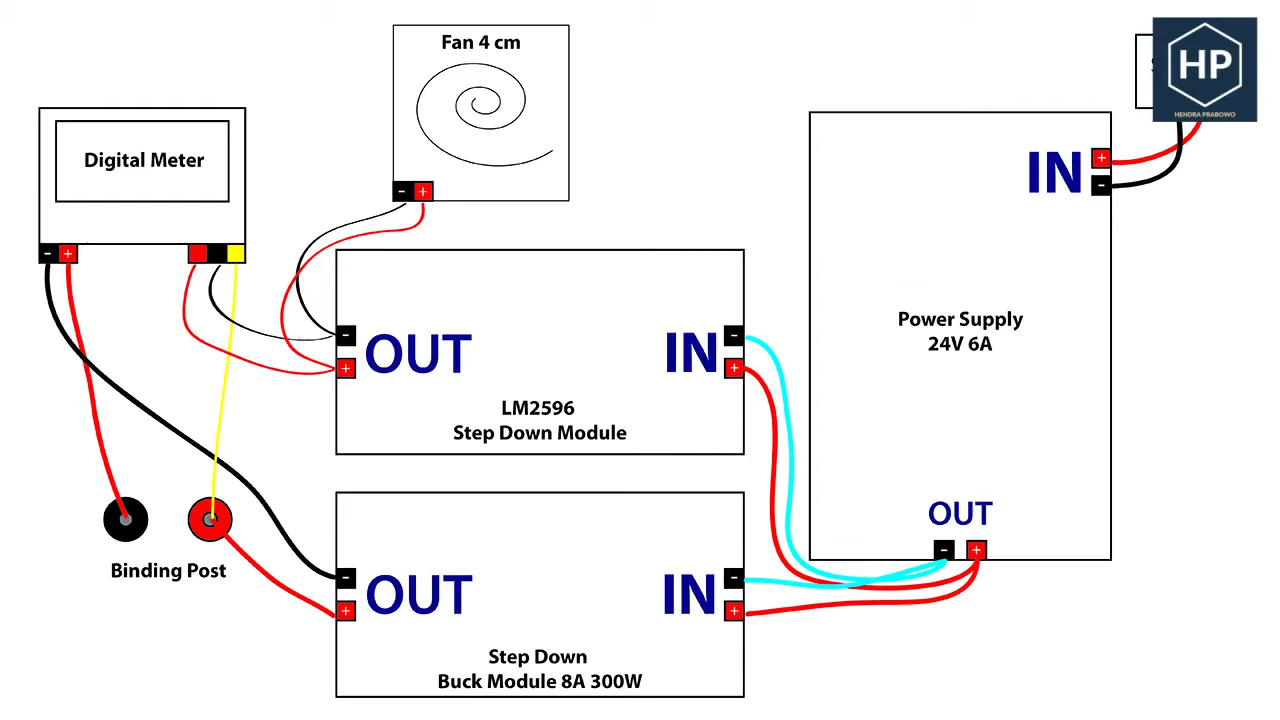 Fan 4 cm
HP
HENDRA PRABOWO
Digital Meter
IN
+
-
-
+
-
+
Power Supply
24V 6A
-
+
OUT
IN
-
+
LM2596
Step Down Module
OUT
-
+
Binding Post
-
+
OUT
IN
-
+
Step Down
Buck Module 8A 300W